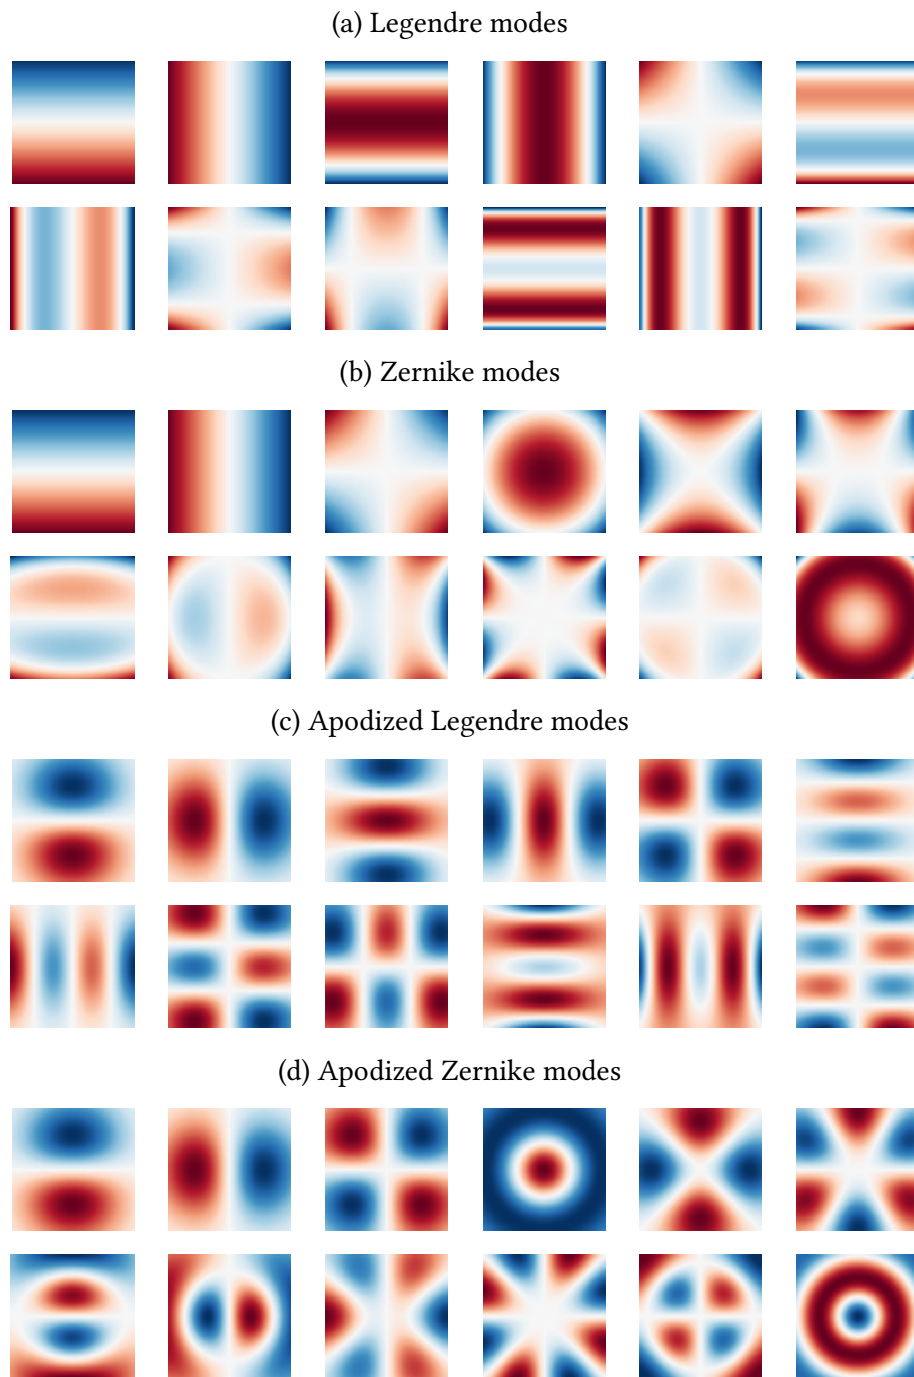 (a) Legendre modes
(b) Zernike modes
(c) Apodized Legendre modes
(d) Apodized Zernike modes